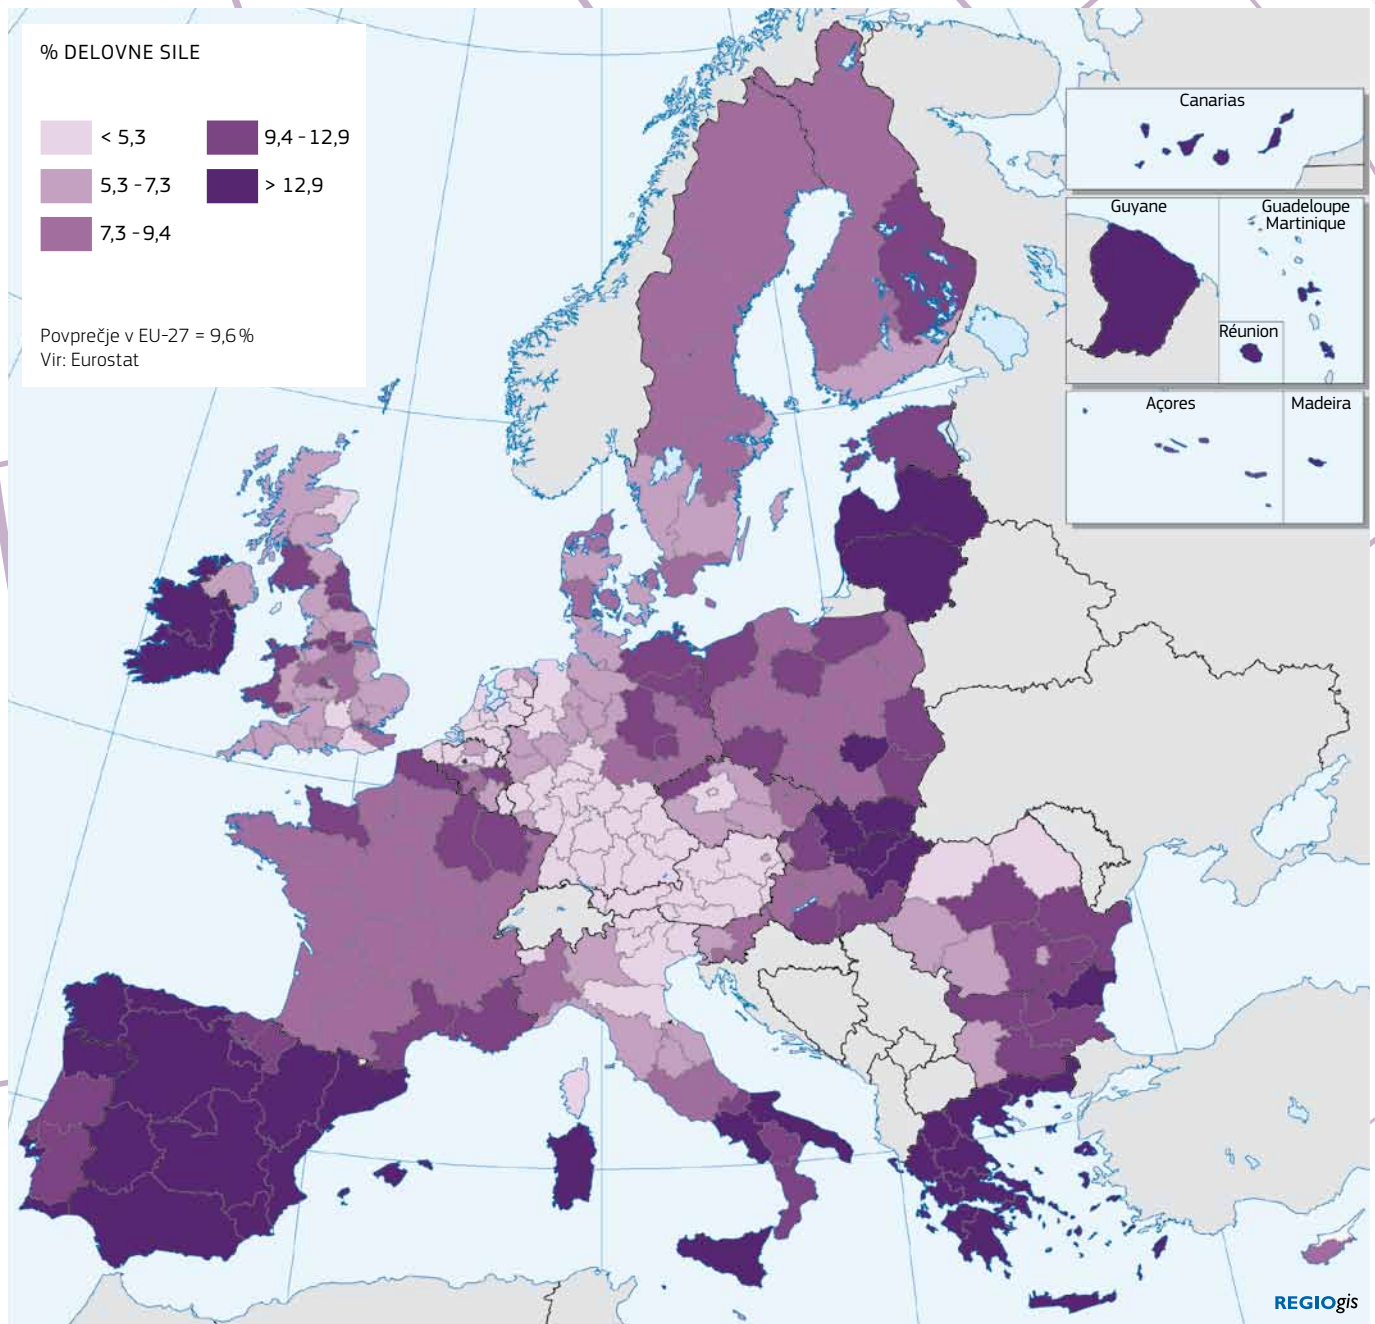 % DELOVNE SILE
< 5,3
9,4 - 12,9
5,3 - 7,3
> 12,9
7,3 - 9,4
Povprečje v EU-27 = 9,6 %
Vir: Eurostat
Canarias
Guyane
Guadeloupe
Martinique
Réunion
Açores
Madeira
REGIOgis